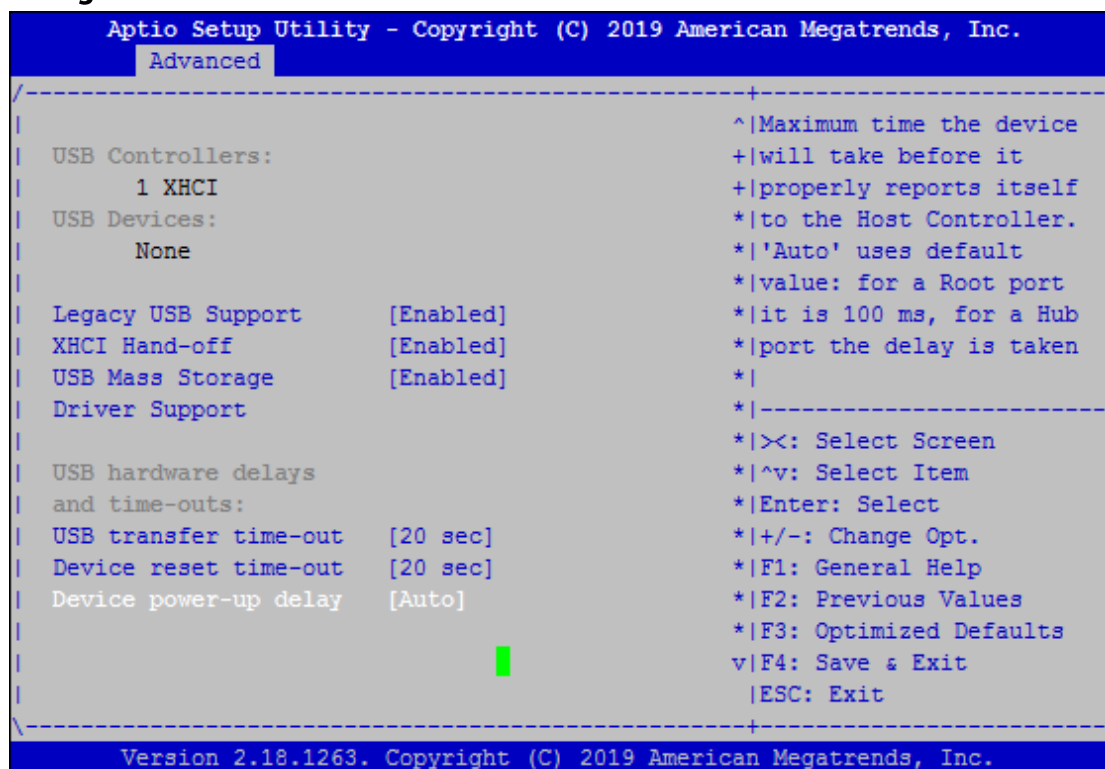 Aptio Setup Utility - Copyright (C) 2019 American Megatrends, Inc.
Advanced
/----------------------------------------------------+-------------------------
| ^|Maximum time the device
| USB Controllers: +|will take before it
| 1 XHCI +|properly reports itself
| USB Devices: *|to the Host Controller.
| None *|'Auto' uses default
| *|value: for a Root port
| Legacy USB Support [Enabled] *|it is 100 ms, for a Hub
| XHCI Hand-off [Enabled] *|port the delay is taken
| USB Mass Storage [Enabled] *|
| Driver Support *|-------------------------
| *|><: Select Screen
| USB hardware delays *|^v: Select Item
| and time-outs: *|Enter: Select
| USB transfer time-out [20 sec] *|+/-: Change Opt.
| Device reset time-out [20 sec] *|F1: General Help
| Device power-up delay [Auto] *|F2: Previous Values
| *|F3: Optimized Defaults
| v|F4: Save & Exit
| |ESC: Exit
\----------------------------------------------------+-------------------------
Version 2.18.1263. Copyright (C) 2019 American Megatrends, Inc.